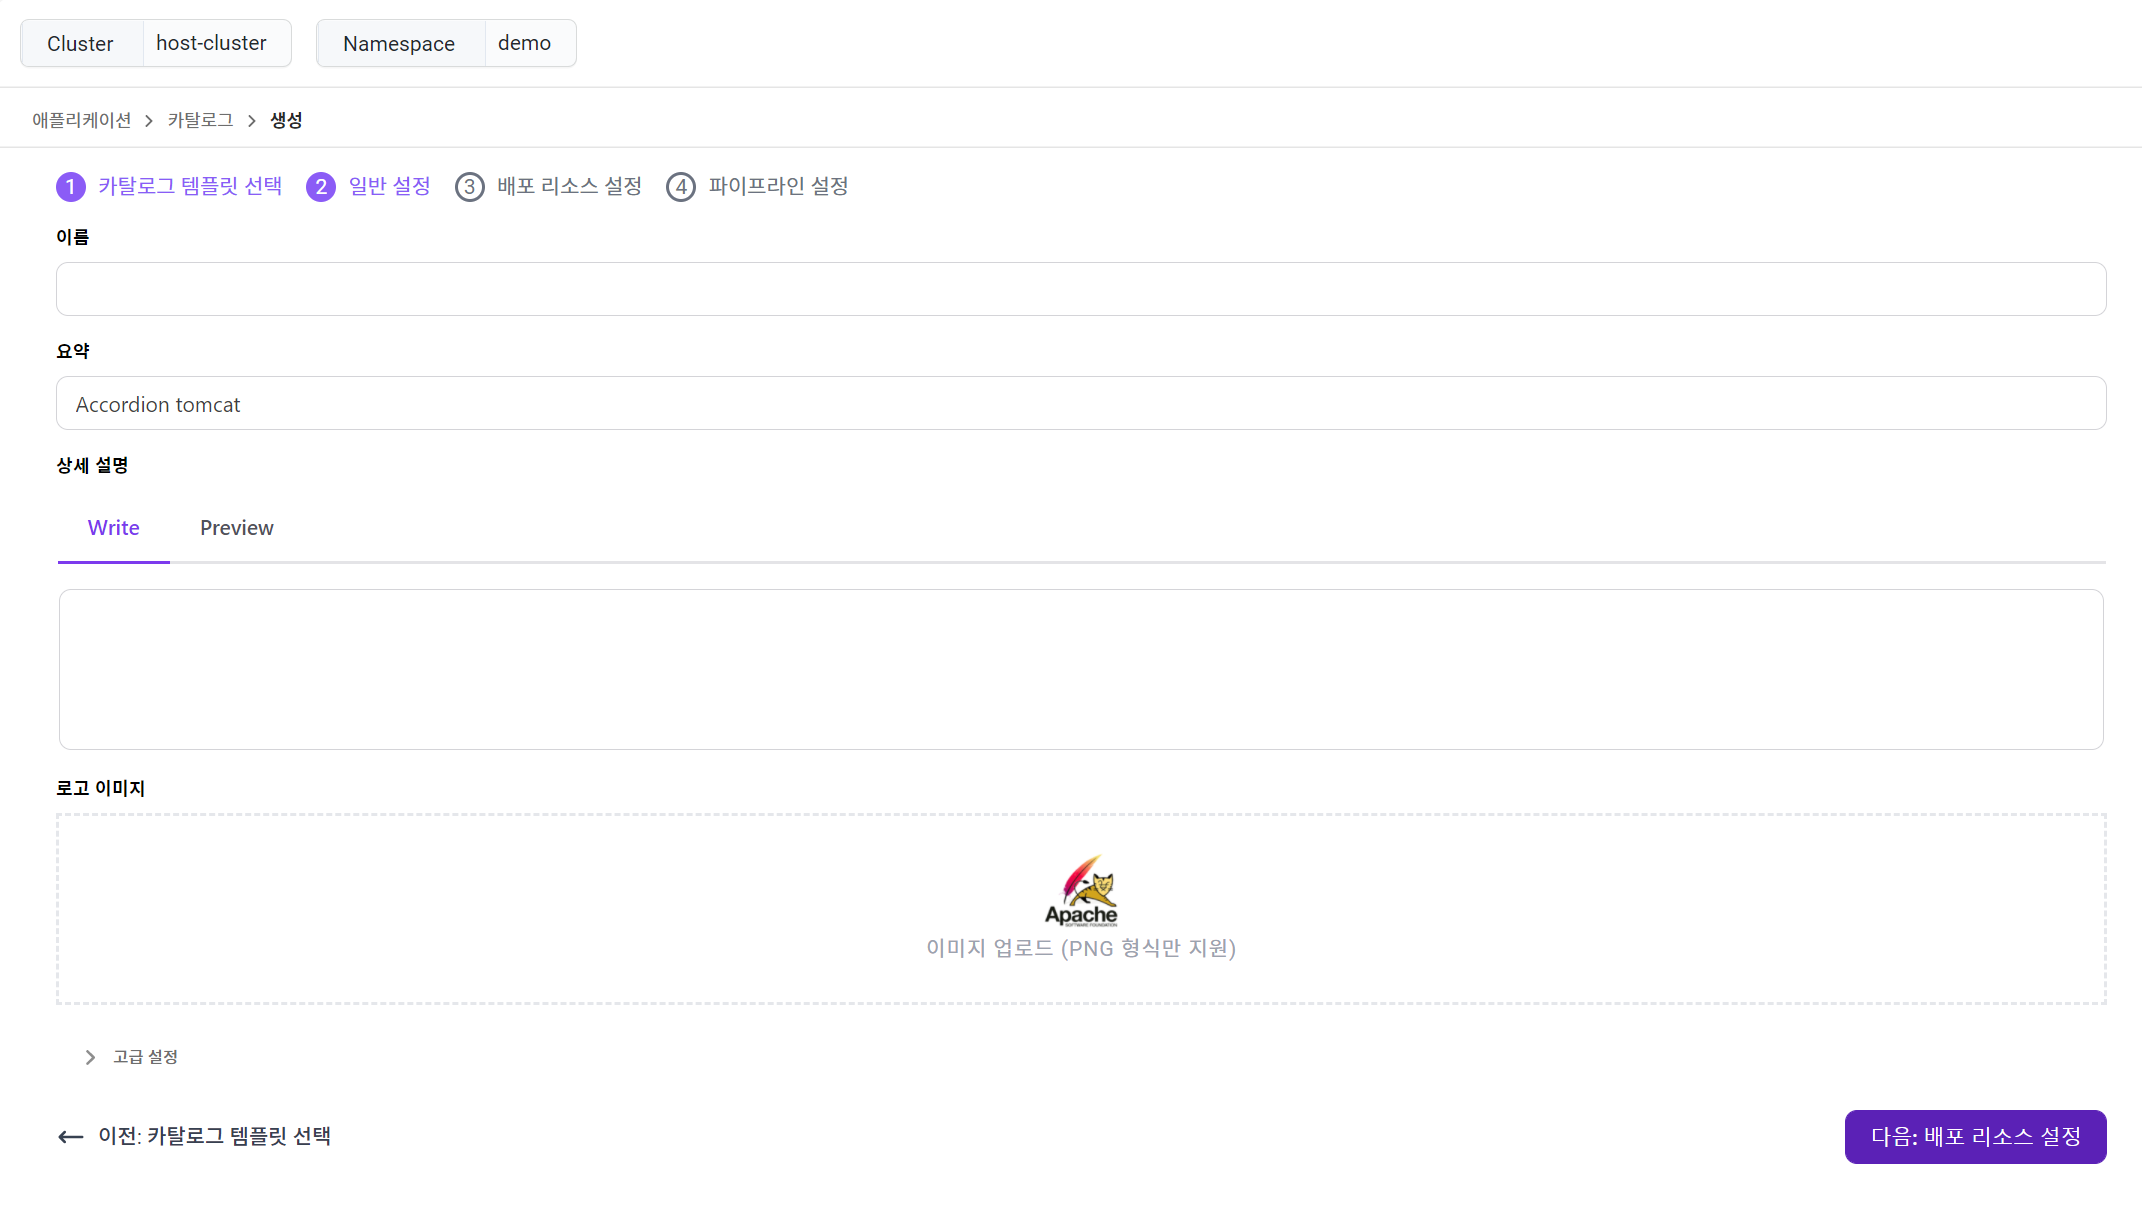 Cluster host-cluster Namespace demo
애플리케이션 > 카탈로그 > 생성
1 카탈로그 템플릿 선택 2 일반 설정 3 배포 리소스 설정 4 파이프라인 설정
이름
요약
Accordion tomcat
상세 설명
Write Preview
로고 이미지
Apache
SOFTWARE FOUNDATION
이미지 업로드 (PNG 형식만 지원)
고급 설정
이전: 카탈로그 템플릿 선택 다음: 배포 리소스 설정